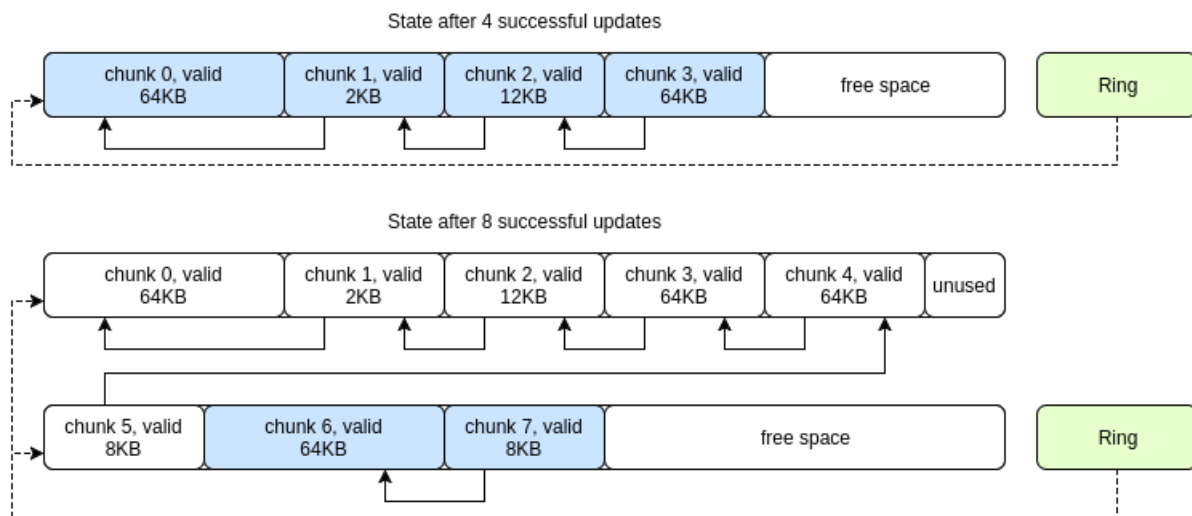 State after 4 successful updates
chunk 0, valid
64KB
chunk 1, valid
2KB
chunk 2, valid
12KB
chunk 3, valid
64KB
free space
Ring
State after 8 successful updates
chunk 0, valid
64KB
chunk 1, valid
2KB
chunk 2, valid
12KB
chunk 3, valid
64KB
chunk 4, valid
64KB
unused
chunk 5, valid
8KB
chunk 6, valid
64KB
chunk 7, valid
8KB
free space
Ring